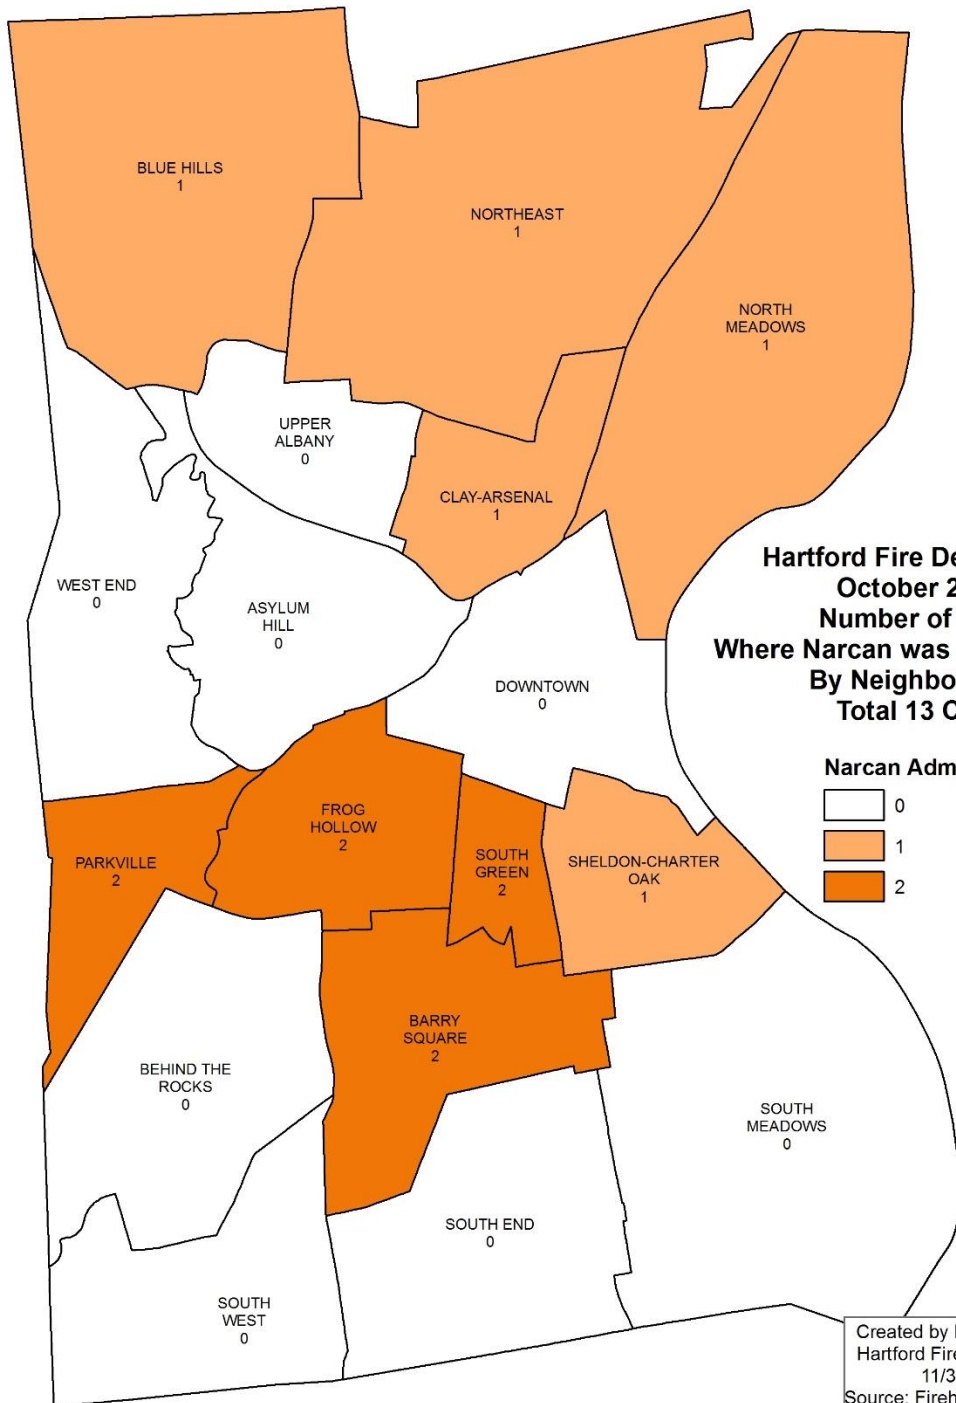 BLUE HILLS
1
NORTHEAST
1
NORTH
MEADOWS
1
UPPER
ALBANY
0
CLAY-ARSENAL
1
WEST END
0
ASYLUM
HILL
0
DOWNTOWN
0
Hartford Fire De
October 2
Number of
Where Narcan was
By Neighbo
Total 13 C
Narcan Adm
0
1
2
FROG
HOLLOW
2
PARKVILLE
2
SOUTH
GREEN
2
SHELDON-CHARTER
OAK
1
BARRY
SQUARE
2
BEHIND THE
ROCKS
0
SOUTH
MEADOWS
0
SOUTH END
0
SOUTH
WEST
0
Created by
Hartford Fire
11/3
Source: Fireh